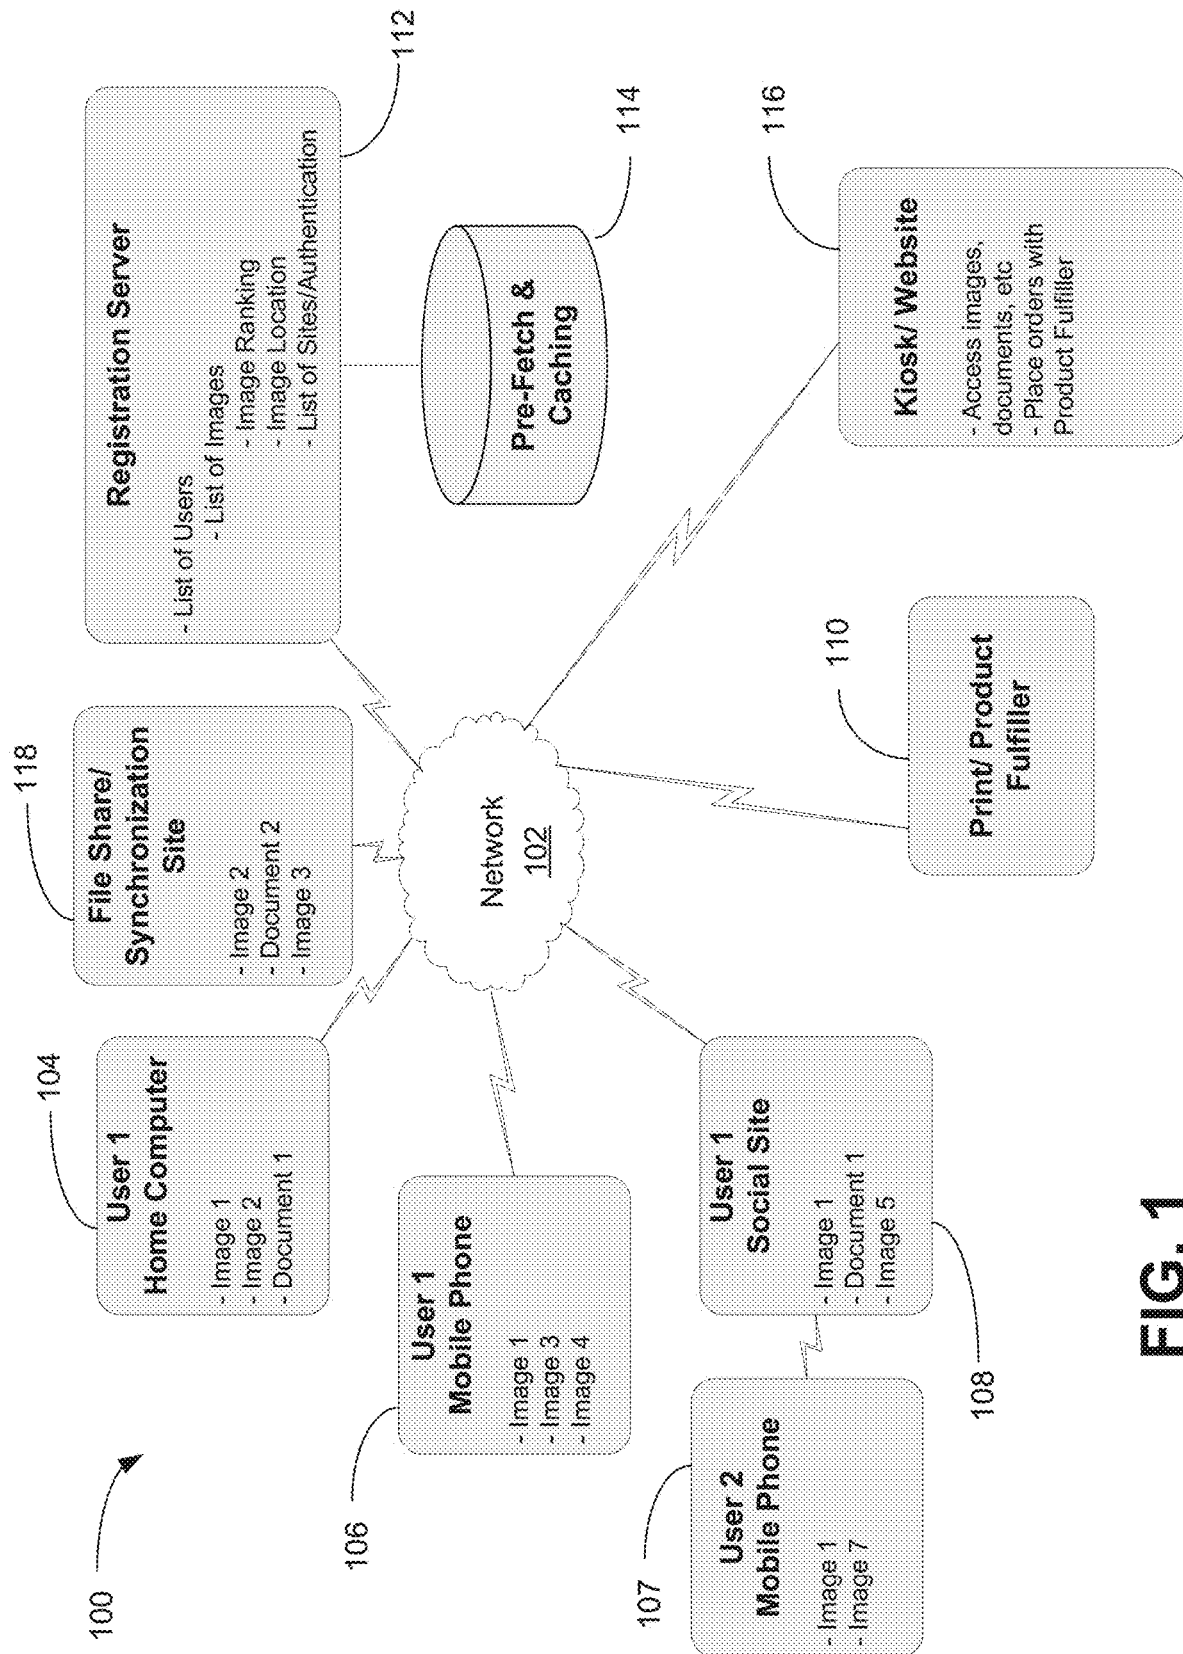 100
104
User 1
Home Computer
- Image 1
- Image 2
- Document 1
118
File Share/
Synchronization
Site
- Image 2
- Document 2
- Image 3
112
Registration Server
- List of Users
- List of Images
- Image Ranking
- Image Location
- List of Sites/Authentication
106
User 1
Mobile Phone
- Image 1
- Image 3
- Image 4
Network
102
114
Pre-Fetch &
Caching
107
User 2
Mobile Phone
- Image 1
- Image 7
108
User 1
Social Site
- Image 1
- Document 1
- Image 5
110
Print/ Product
Fulfiller
116
Kiosk/ Website
- Access images,
documents, etc
- Place orders with
Product Fulfiller
FIG. 1